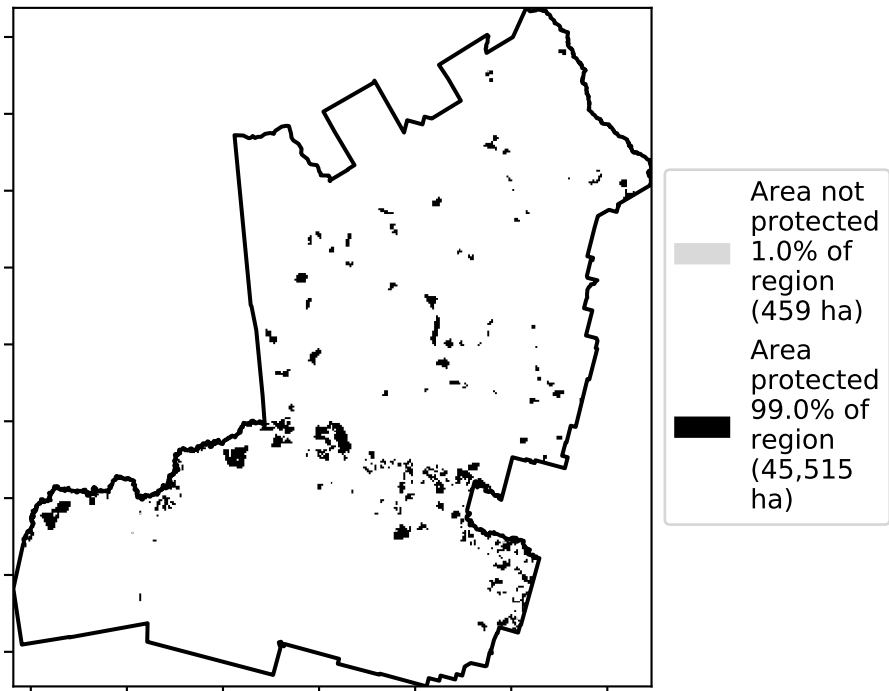 Area not
protected
1.0% of
region
(459 ha)
Area
protected
99.0% of
region
(45,515
ha)